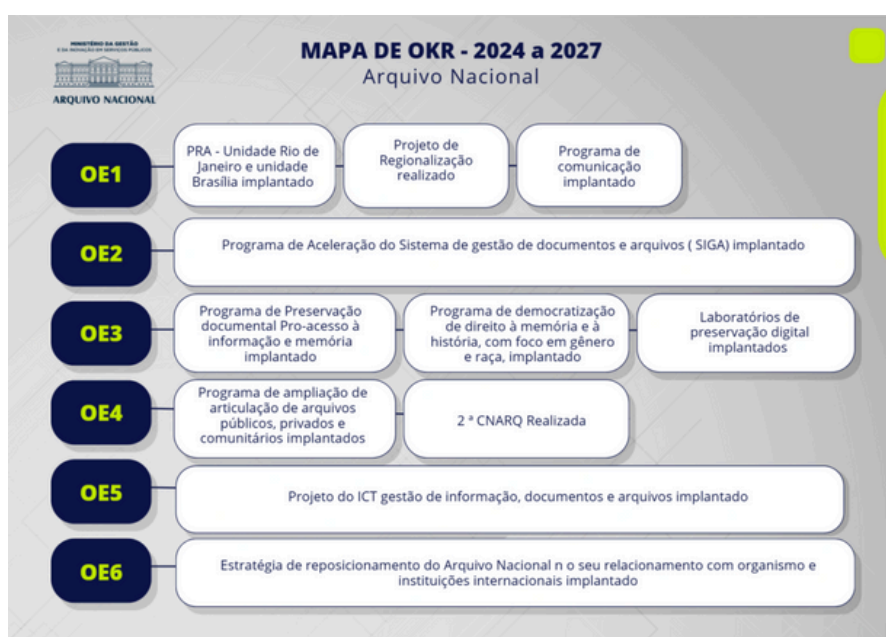 MINISTÉRIO DA GESTÃO
E DA INOVAÇÃO EM SERVIÇOS PÚBLICOS
ARQUIVO NACIONAL
MAPA DE OKR - 2024 a 2027
Arquivo Nacional
OE1
PRA - Unidade Rio de
Janeiro e unidade
Brasília implantado
Projeto de
Regionalização
realizado
Programa de
comunicação
implantado
OE2
Programa de Aceleração do Sistema de gestão de documentos e arquivos ( SIGA) implantado
OE3
Programa de Preservação
documental Pro-acesso à
informação e memória
implantado
Programa de democratização
de direito à memória e à
história, com foco em gênero
e raça, implantado
Laboratórios de
preservação digital
implantados
OE4
Programa de ampliação de
articulação de arquivos
públicos, privados e
comunitários implantados
2 ª CNARQ Realizada
OE5
Projeto do ICT gestão de informação, documentos e arquivos implantado
OE6
Estratégia de reposicionamento do Arquivo Nacional n o seu relacionamento com organismo e
instituições internacionais implantado